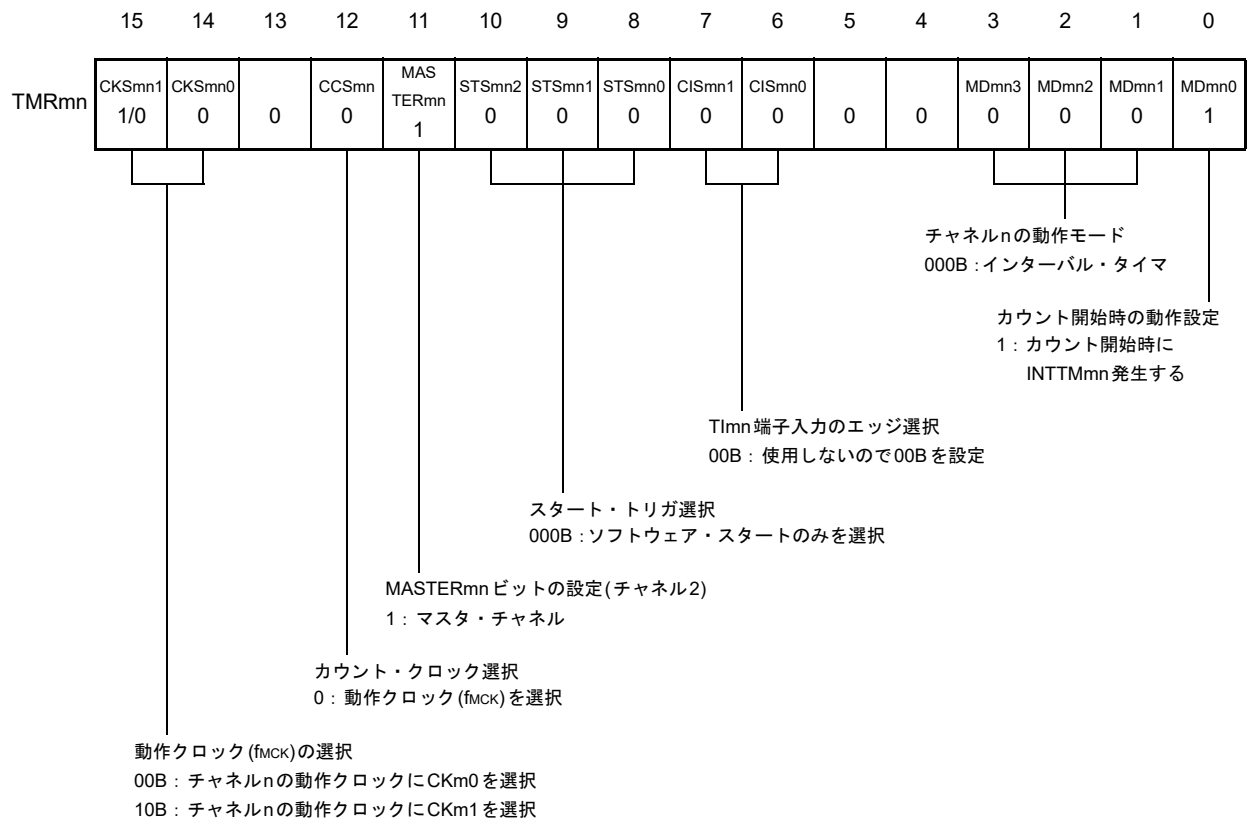 15 14 13 12 11 10 9 8 7 6 5 4 3 2 1 0
TMRmn
CKSmn1 CKSmn0 CCSmn MAS TERmn STSmn2 STSmn1 STSmn0 CISmn1 CISmn0 MDmn3 MDmn2 MDmn1 MDmn0
1/0 0 0 0 1 0 0 0 0 0 0 0 0 0 0 1
チャネルnの動作モード
000B：インターバル・タイマ
カウント開始時の動作設定
1：カウント開始時に
INTTMmn発生する
TImn端子入力のエッジ選択
00B：使用しないので00Bを設定
スタート・トリガ選択
000B：ソフトウェア・スタートのみを選択
MASTERmnビットの設定(チャネル2)
1：マスタ・チャネル
カウント・クロック選択
0：動作クロック(fMCK)を選択
動作クロック(fMCK)の選択
00B：チャネルnの動作クロックにCKm0を選択
10B：チャネルnの動作クロックにCKm1を選択